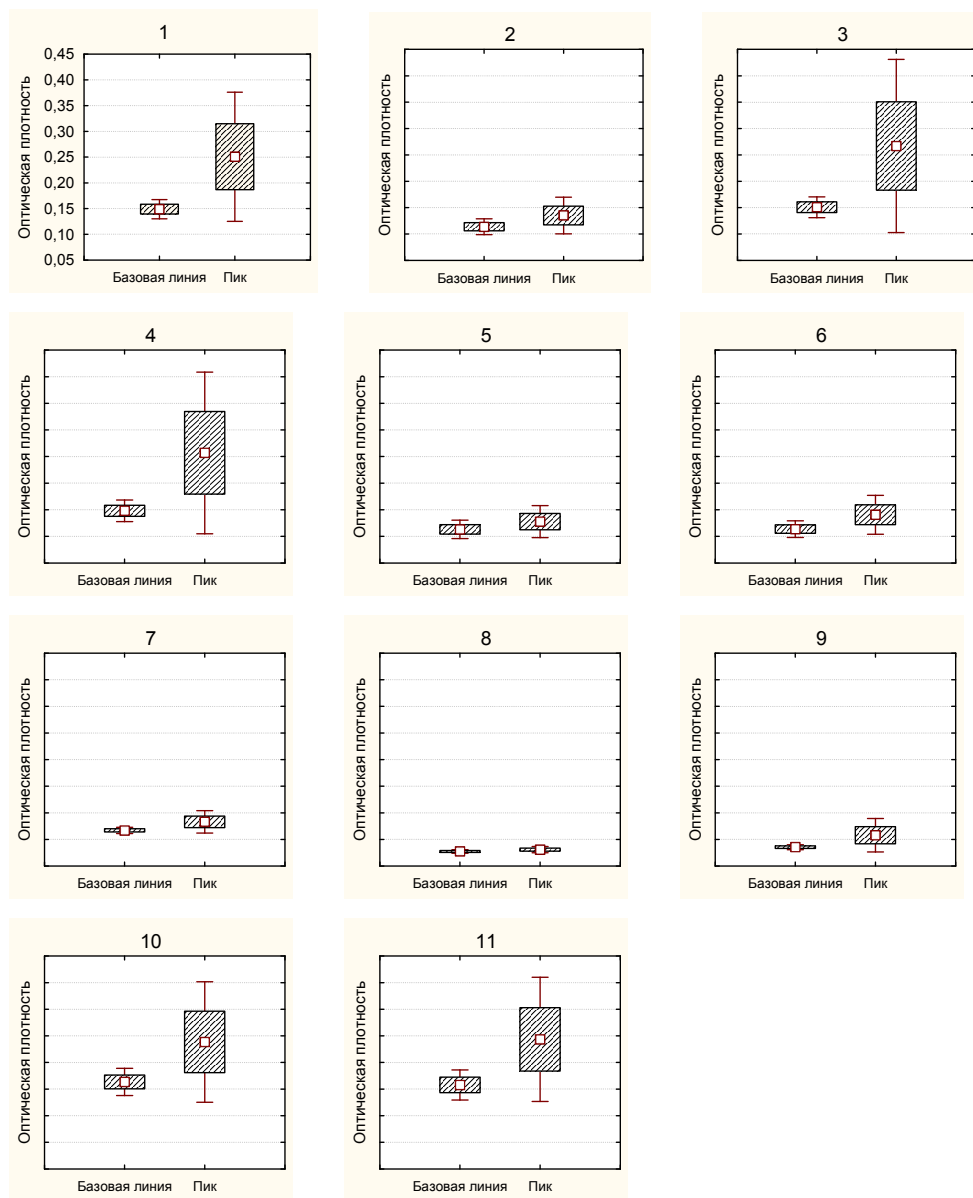 1
Оптическая плотность
0,45
0,40
0,35
0,30
0,25
0,20
0,15
0,10
0,05
Базовая линия Пик
2
Оптическая плотность
Базовая линия Пик
3
Оптическая плотность
Базовая линия Пик
4
Оптическая плотность
Базовая линия Пик
5
Оптическая плотность
Базовая линия Пик
6
Оптическая плотность
Базовая линия Пик
7
Оптическая плотность
Базовая линия Пик
8
Оптическая плотность
Базовая линия Пик
9
Оптическая плотность
Базовая линия Пик
10
Оптическая плотность
Базовая линия Пик
11
Оптическая плотность
Базовая линия Пик